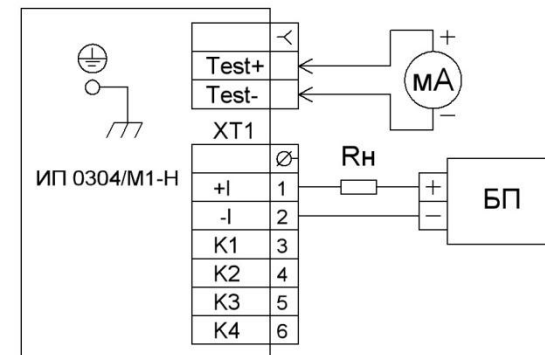 Test+
Test-
+
мА
−
XT1
ИП 0304/М1-Н
Rн
+I 1
-I 2
K1 3
K2 4
K3 5
K4 6
+
−
БП